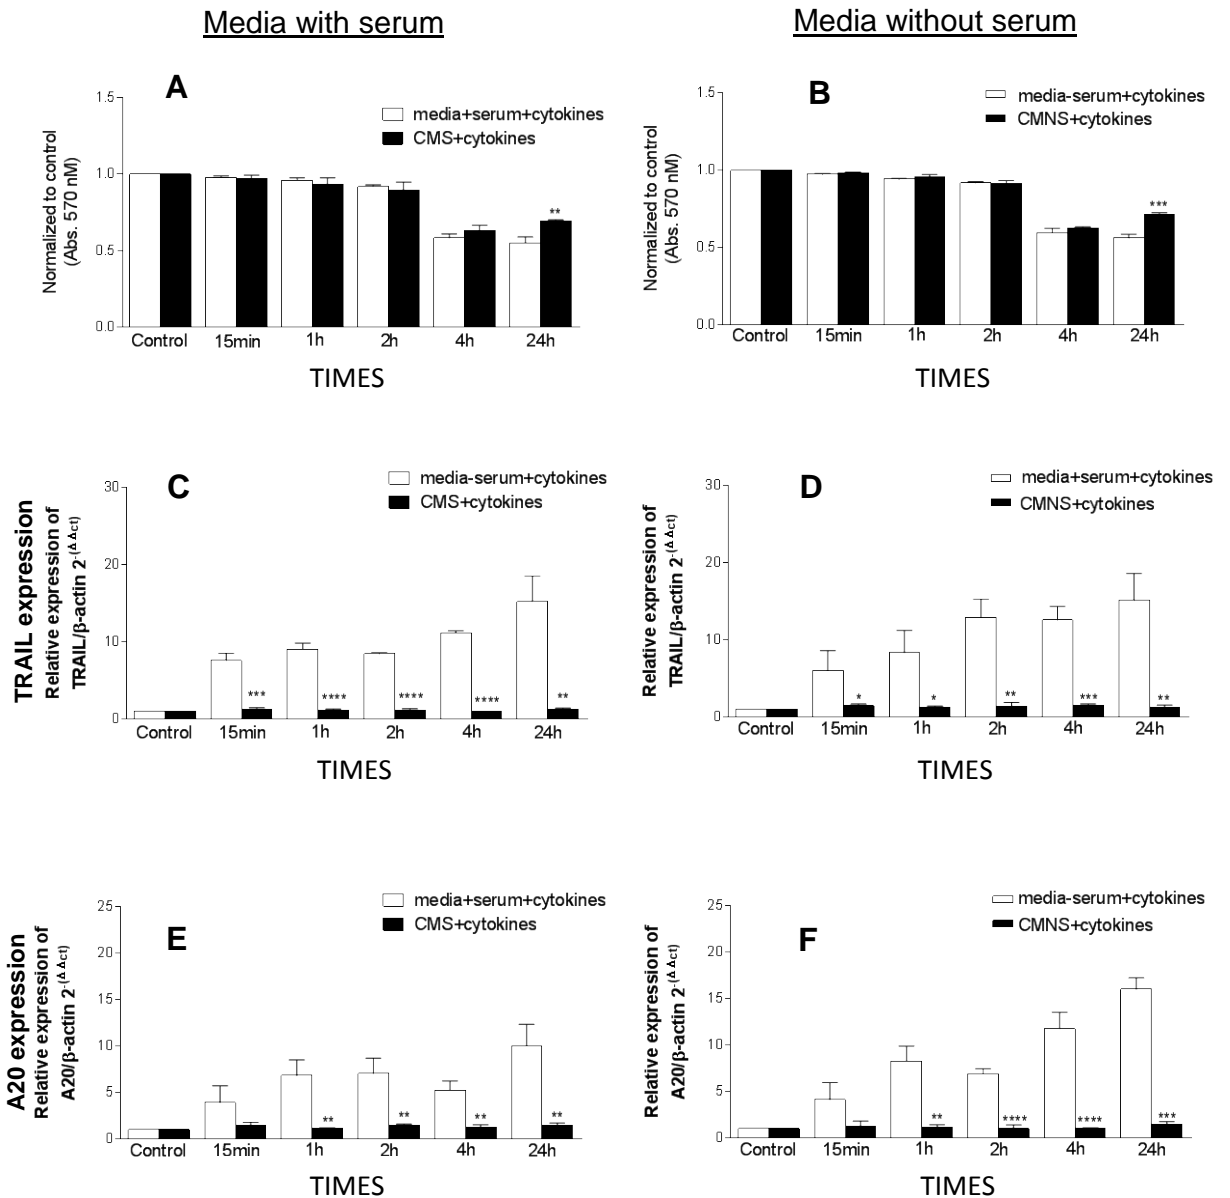 Media with serum
Media without serum
A
media+serum+cytokines
CMS+cytokines
Normalized to control
(Abs. 570 nM)
1.5
1.0
0.5
0.0
**
Control 15min 1h 2h 4h 24h
TIMES
B
media-serum+cytokines
CMNS+cytokines
Normalized to control
(Abs. 570 nM)
1.5
1.0
0.5
0.0
***
Control 15min 1h 2h 4h 24h
TIMES
C
media-serum+cytokines
CMS+cytokines
TRAIL expression
Relative expression of
TRAIL/β-actin 2-(ΔΔct)
30
20
10
0
*** **** **** **** **
Control 15min 1h 2h 4h 24h
TIMES
D
media+serum+cytokines
CMNS+cytokines
Relative expression of
TRAIL/β-actin 2-(ΔΔct)
30
20
10
0
* * ** *** **
Control 15min 1h 2h 4h 24h
TIMES
E
media+serum+cytokines
CMS+cytokines
A20 expression
Relative expression of
A20/β-actin 2-(ΔΔct)
25
20
15
10
5
0
** ** ** **
Control 15min 1h 2h 4h 24h
TIMES
F
media-serum+cytokines
CMNS+cytokines
Relative expression of
A20/β-actin 2-(ΔΔct)
25
20
15
10
5
0
** **** **** ***
Control 15min 1h 2h 4h 24h
TIMES